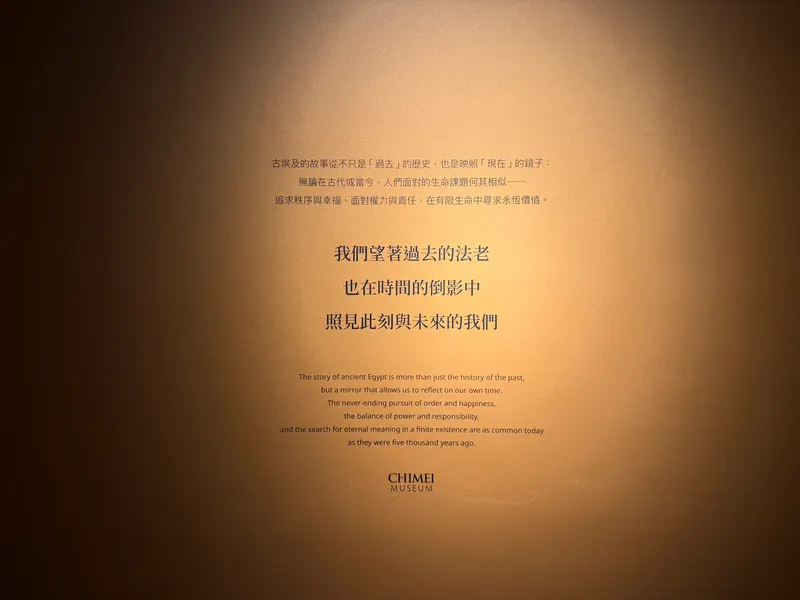 古埃及的故事從不只是「過去」的歷史，也是映照「現在」的鏡子：
無論在古代或當今，人們面對的生命課題何其相似——
追求秩序與幸福、面對權力與責任、在有限生命中尋求永恆價值。
我們望著過去的法老
也在時間的倒影中
照見此刻與未來的我們
The story of ancient Egypt is more than just the history of the past,
but a mirror that allows us to reflect on our own time.
The never-ending pursuit of order and happiness,
the balance of power and responsibility,
and the search for eternal meaning in a finite existence are as common today
as they were five thousand years ago.
CHIMEI
MUSEUM